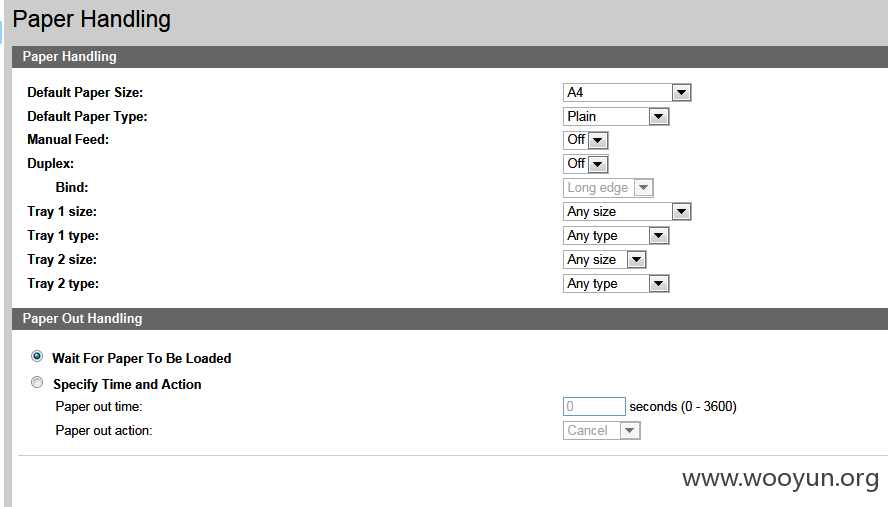 Paper Handling
Paper Handling
Default Paper Size: A4
Default Paper Type: Plain
Manual Feed: Off
Duplex: Off
Bind: Long edge
Tray 1 size: Any size
Tray 1 type: Any type
Tray 2 size: Any size
Tray 2 type: Any type
Paper Out Handling
Wait For Paper To Be Loaded
Specify Time and Action
Paper out time: 0 seconds (0 - 3600)
Paper out action: Cancel
www.wooyun.org